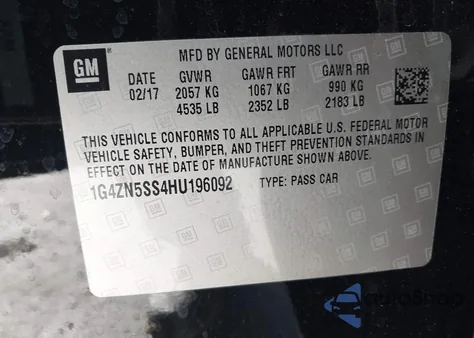 GM
MFD BY GENERAL MOTORS LLC
DATE GVWR GAWR FRT GAWR RR
02/17 2057 KG 1067 KG 990 KG
4535 LB 2352 LB 2183 LB
THIS VEHICLE CONFORMS TO ALL APPLICABLE U.S. FEDERAL MOTOR
VEHICLE SAFETY, BUMPER, AND THEFT PREVENTION STANDARDS IN
EFFECT ON THE DATE OF MANUFACTURE SHOWN ABOVE.
1G4ZN5SS4HU196092 TYPE: PASS CAR